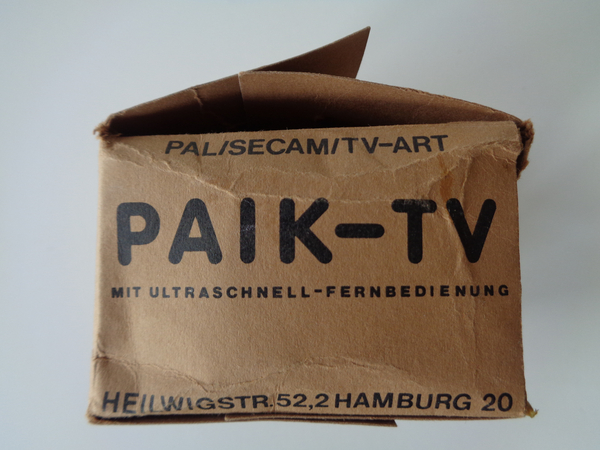 PAL/SECAM/TV-ART
PAIK-TV
MIT ULTRASCHNELL-FERNBEDIENUNG
HEILWIGSTR. 52,2 HAMBURG 20